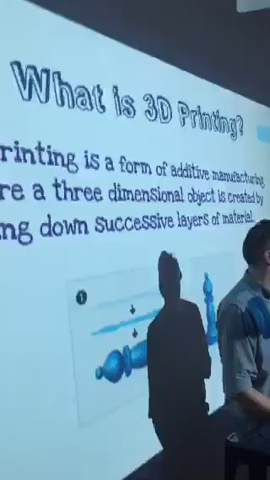 What is 3D Printing?
rinting is a form of additive manufacturing
re a three dimensional object is created by
ng down successive layers of material.
1